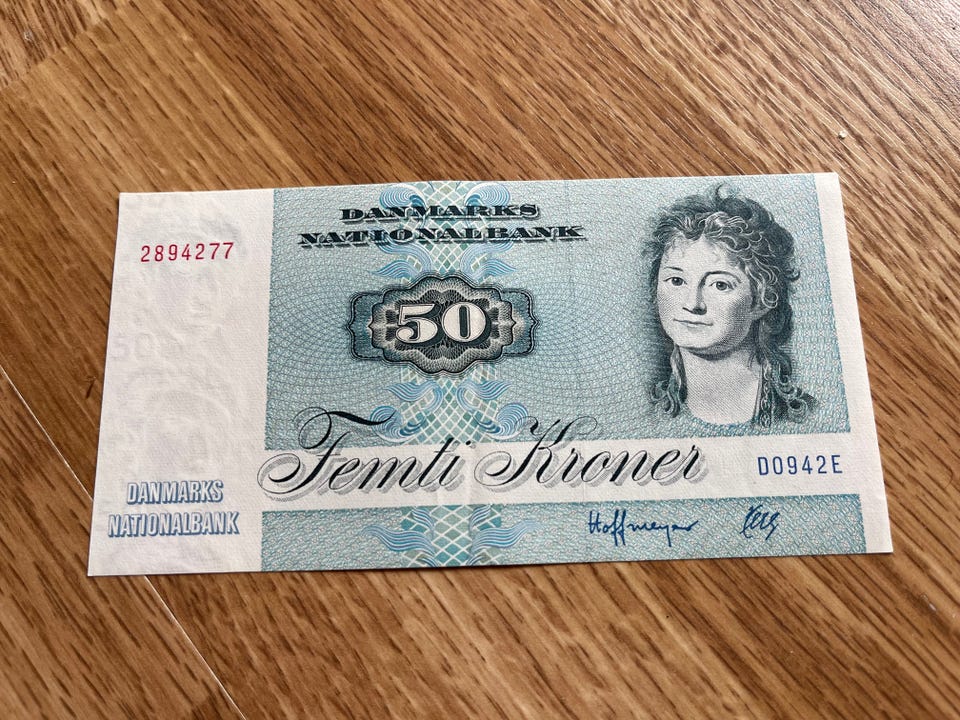 DANMARKS
NATIONALBANK
2894277
50
Femti Kroner
D0942E
DANMARKS
NATIONALBANK
Hoffmeyer